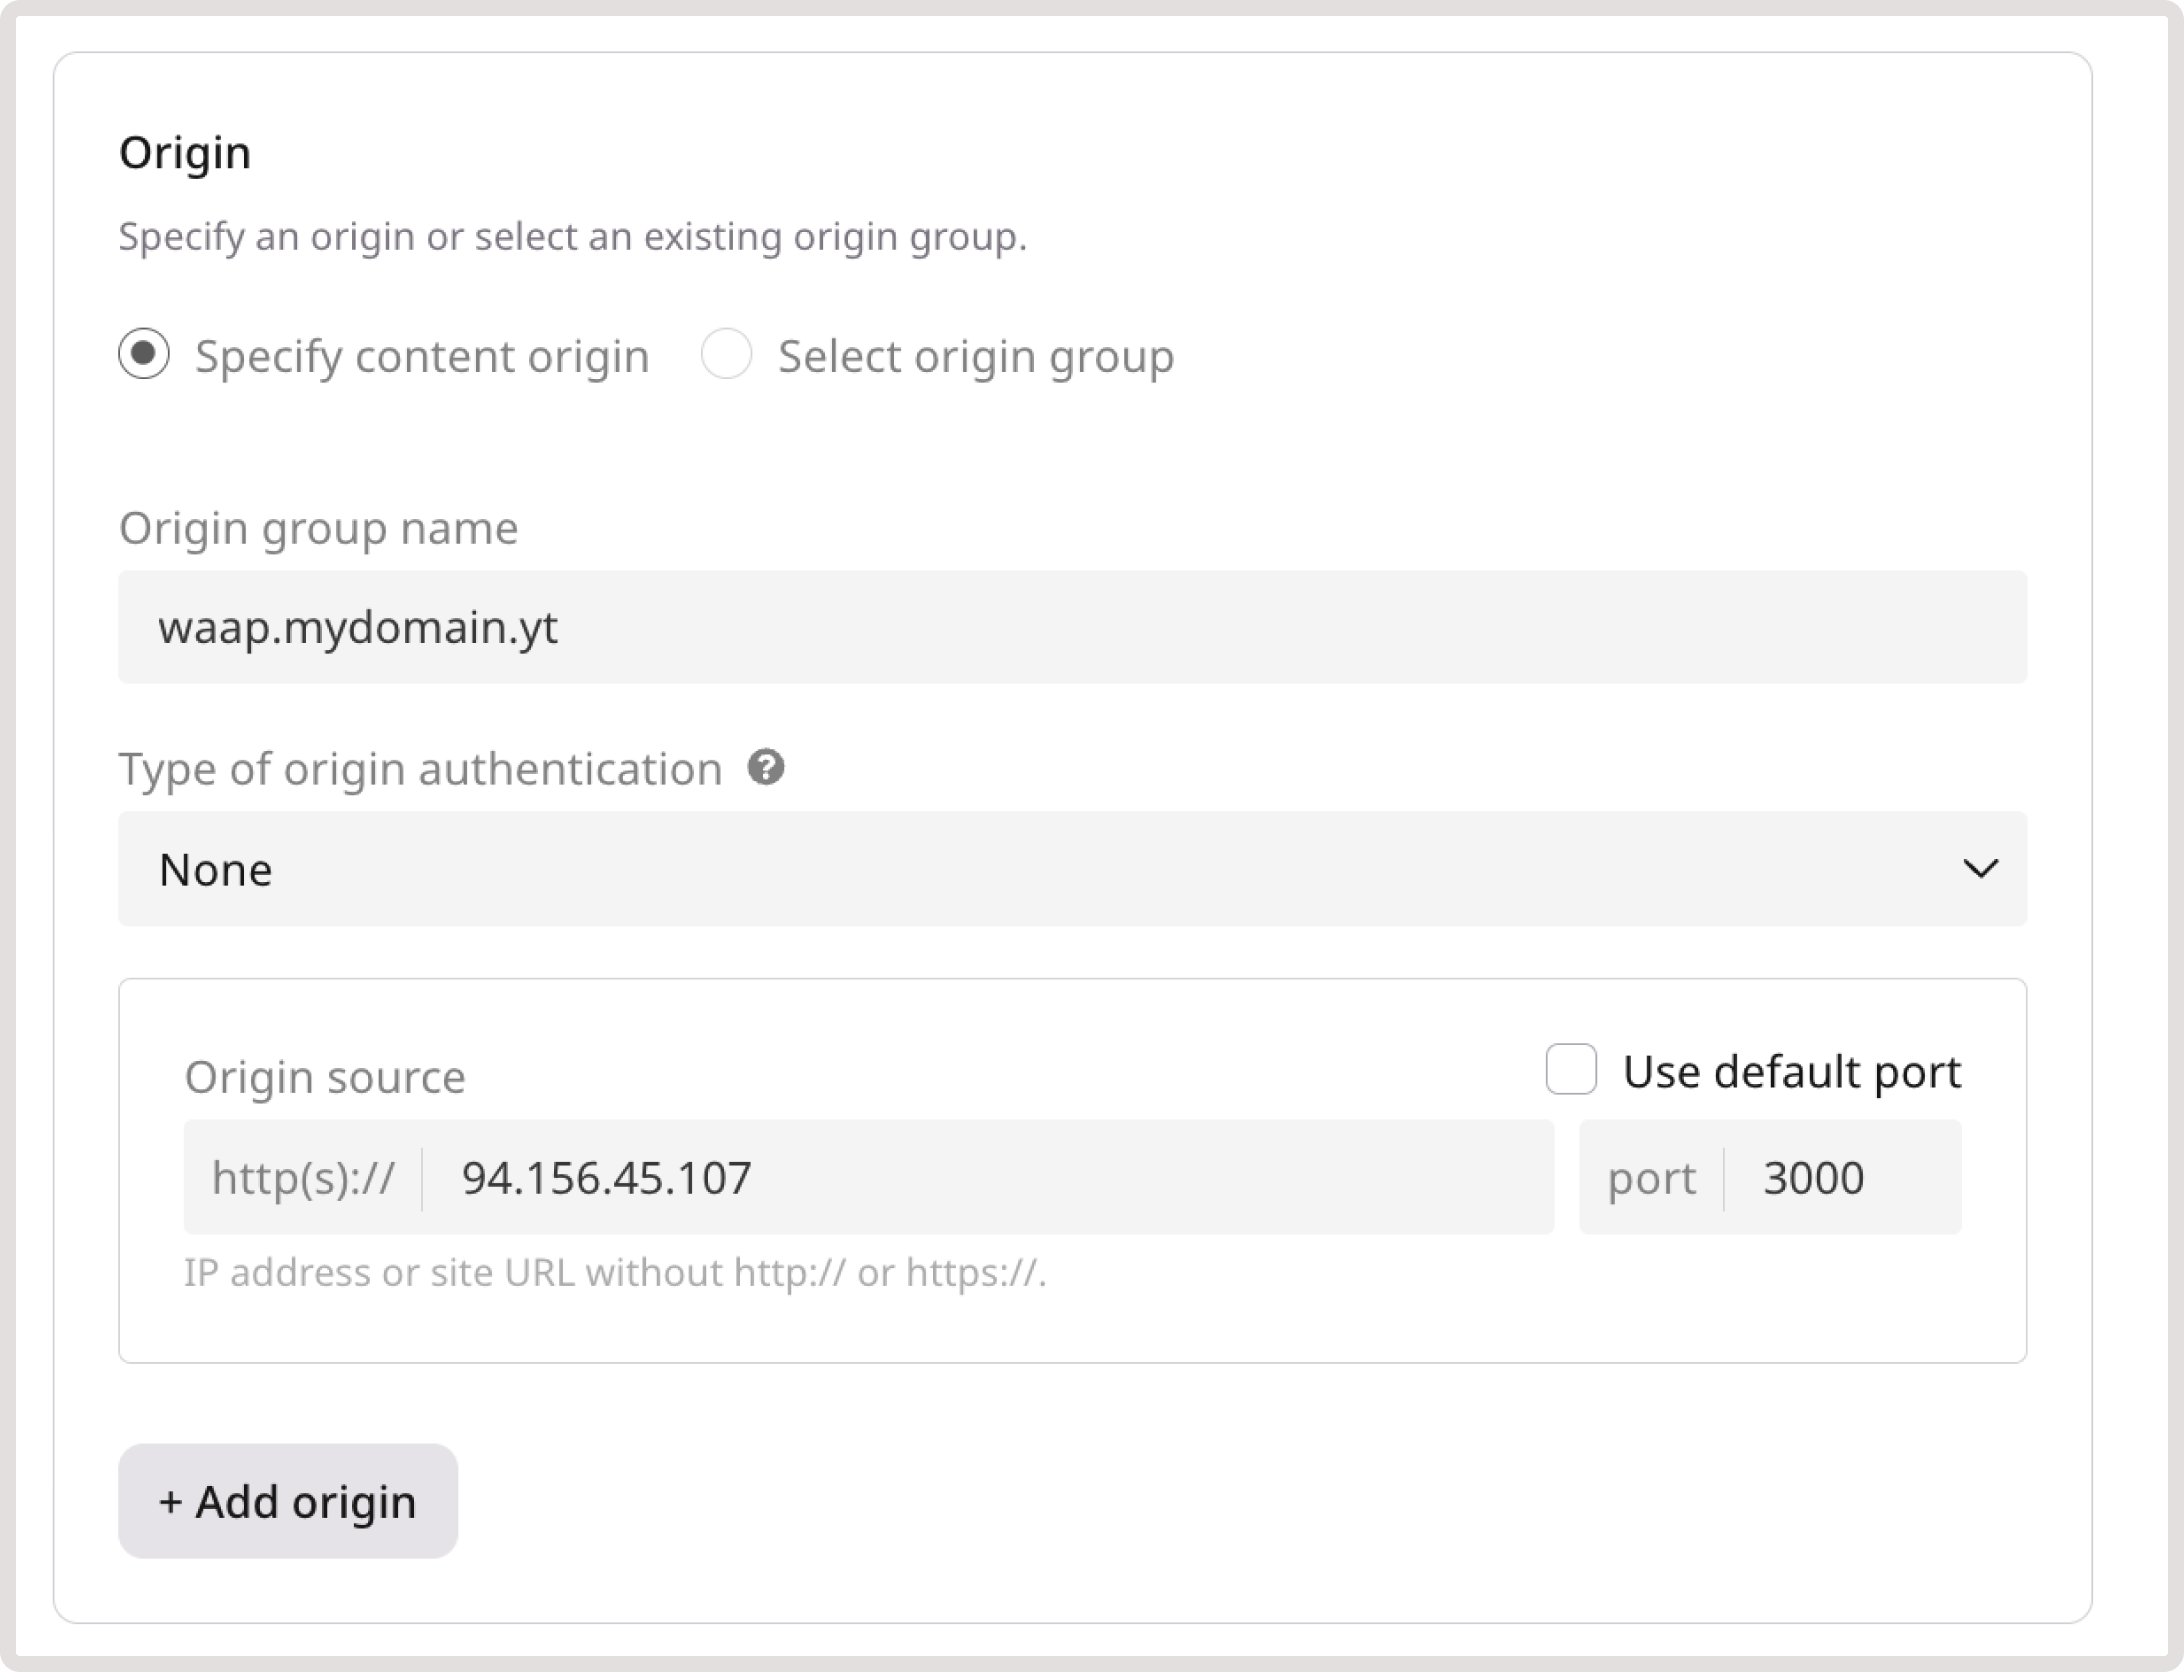 Origin
Specify an origin or select an existing origin group.
Specify content origin Select origin group
Origin group name
waap.mydomain.yt
Type of origin authentication ?
None
Origin source Use default port
http(s):// 94.156.45.107 port 3000
IP address or site URL without http:// or https://.
+ Add origin